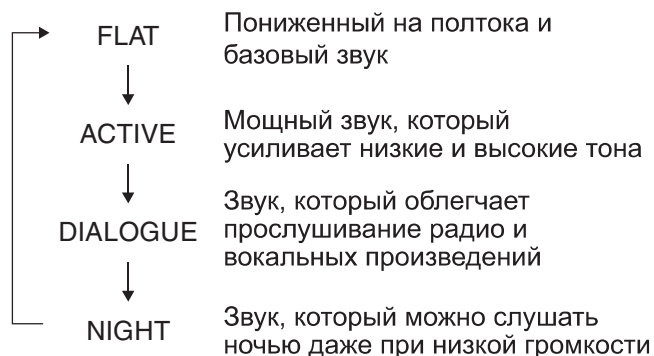 FLAT
Пониженный на полтока и
базовый звук
ACTIVE
Мощный звук, который
усиливает низкие и высокие тона
DIALOGUE
Звук, который облегчает
прослушивание радио и
вокальных произведений
NIGHT
Звук, который можно слушать
ночью даже при низкой громкости